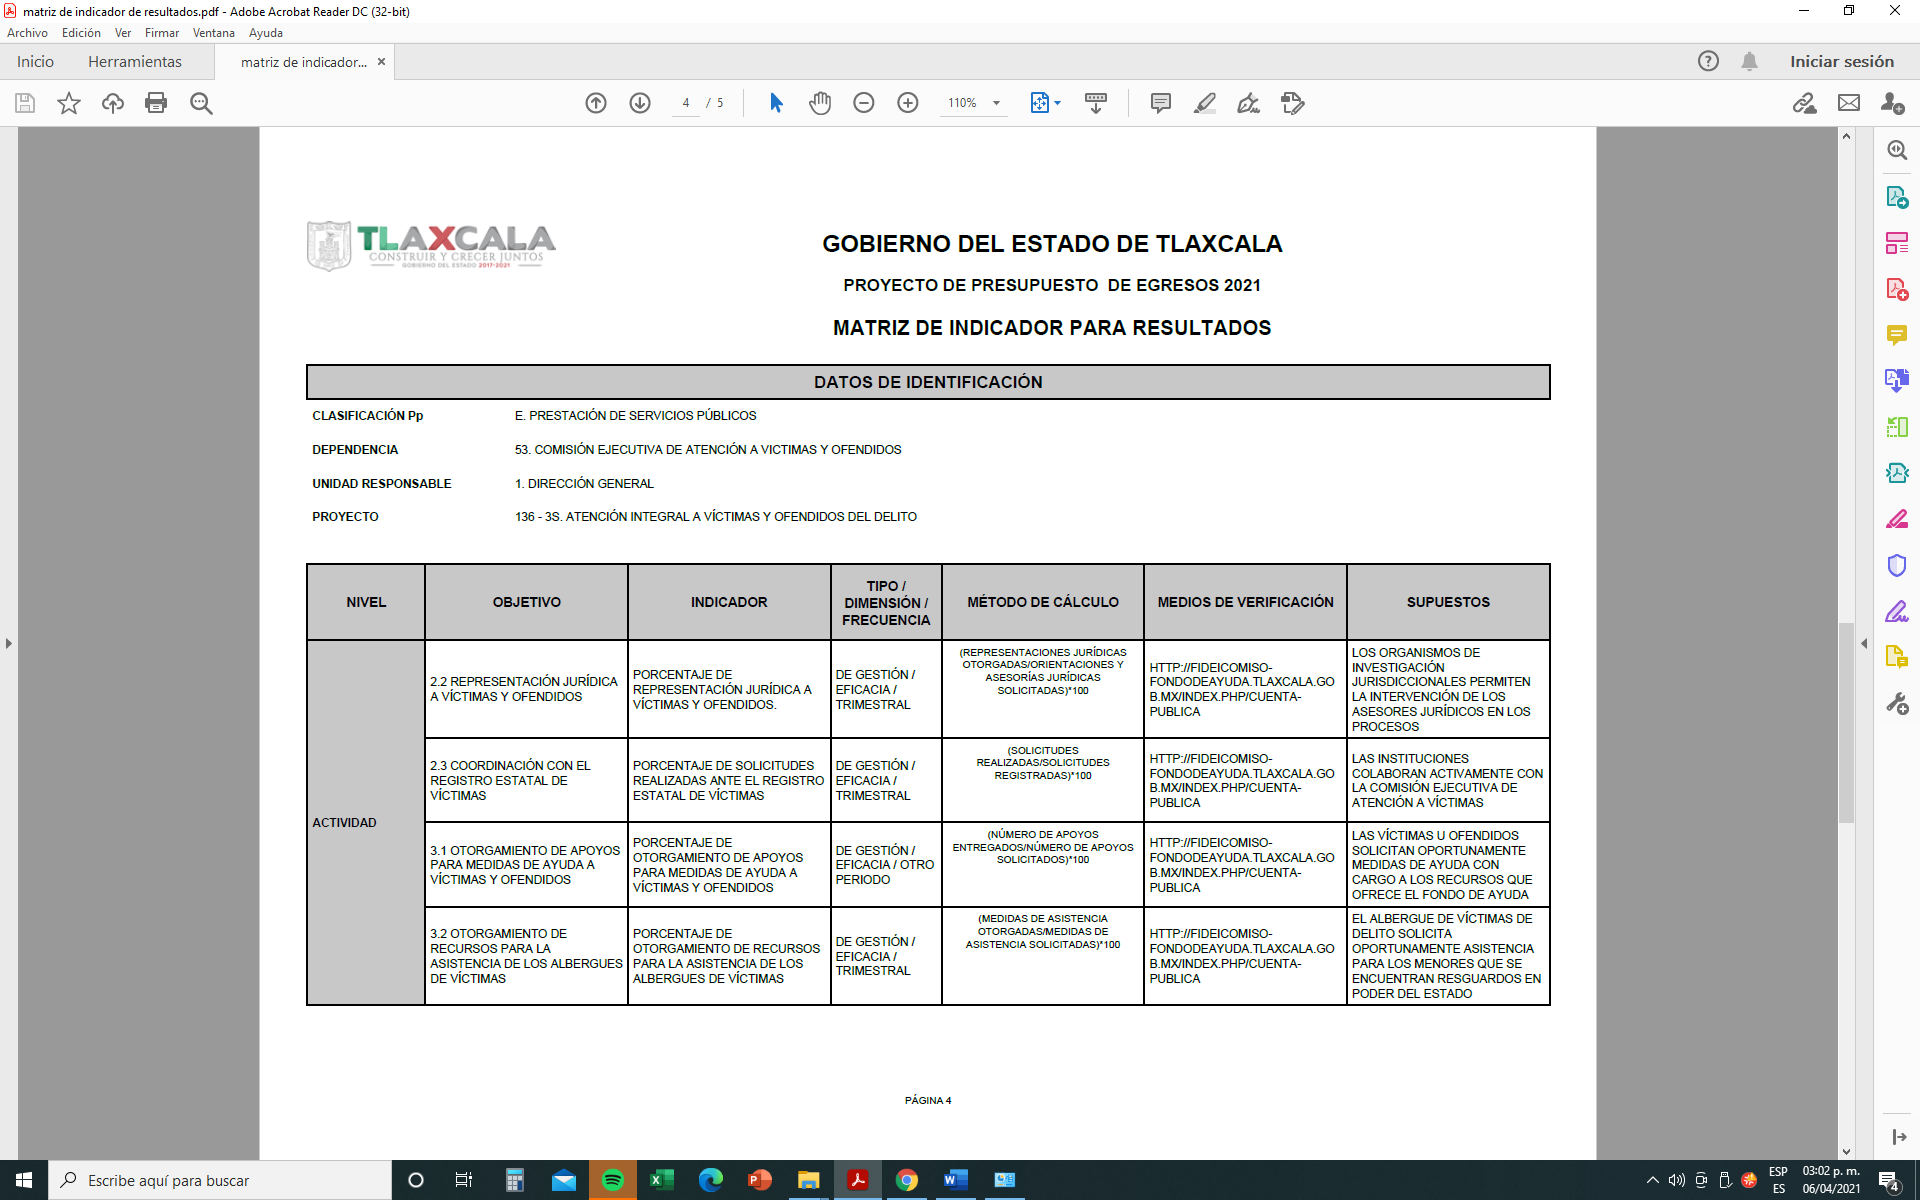 matriz de indicador de resultados.pdf - Adobe Acrobat Reader DC (32-bit)
Archivo Edición Ver Firmar Ventana Ayuda
Inicio Herramientas matriz de indicador... × Iniciar sesión
4 / 5 110%
TLAXCALA
CONSTRUIR Y CRECER JUNTOS
GOBIERNO DEL ESTADO 2017-2021
GOBIERNO DEL ESTADO DE TLAXCALA
PROYECTO DE PRESUPUESTO DE EGRESOS 2021
MATRIZ DE INDICADOR PARA RESULTADOS
DATOS DE IDENTIFICACIÓN
CLASIFICACIÓN Pp E. PRESTACIÓN DE SERVICIOS PÚBLICOS
DEPENDENCIA 53. COMISIÓN EJECUTIVA DE ATENCIÓN A VICTIMAS Y OFENDIDOS
UNIDAD RESPONSABLE 1. DIRECCIÓN GENERAL
PROYECTO 136 - 3S. ATENCIÓN INTEGRAL A VÍCTIMAS Y OFENDIDOS DEL DELITO
NIVEL
OBJETIVO
INDICADOR
TIPO /
DIMENSIÓN /
FRECUENCIA
MÉTODO DE CÁLCULO
MEDIOS DE VERIFICACIÓN
SUPUESTOS
ACTIVIDAD
2.2 REPRESENTACIÓN JURÍDICA
A VÍCTIMAS Y OFENDIDOS
PORCENTAJE DE
REPRESENTACIÓN JURÍDICA A
VÍCTIMAS Y OFENDIDOS.
DE GESTIÓN /
EFICACIA /
TRIMESTRAL
(REPRESENTACIONES JURÍDICAS
OTORGADAS/ORIENTACIONES Y
ASESORÍAS JURÍDICAS
SOLICITADAS)*100
HTTP://FIDEICOMISO-
FONDODEAYUDA.TLAXCALA.GO
B.MX/INDEX.PHP/CUENTA-
PUBLICA
LOS ORGANISMOS DE
INVESTIGACIÓN
JURISDICCIONALES PERMITEN
LA INTERVENCIÓN DE LOS
ASESORES JURÍDICOS EN LOS
PROCESOS
2.3 COORDINACIÓN CON EL
REGISTRO ESTATAL DE
VÍCTIMAS
PORCENTAJE DE SOLICITUDES
REALIZADAS ANTE EL REGISTRO
ESTATAL DE VÍCTIMAS
DE GESTIÓN /
EFICACIA /
TRIMESTRAL
(SOLICITUDES
REALIZADAS/SOLICITUDES
REGISTRADAS)*100
HTTP://FIDEICOMISO-
FONDODEAYUDA.TLAXCALA.GO
B.MX/INDEX.PHP/CUENTA-
PUBLICA
LAS INSTITUCIONES
COLABORAN ACTIVAMENTE CON
LA COMISIÓN EJECUTIVA DE
ATENCIÓN A VÍCTIMAS
3.1 OTORGAMIENTO DE APOYOS
PARA MEDIDAS DE AYUDA A
VÍCTIMAS Y OFENDIDOS
PORCENTAJE DE
OTORGAMIENTO DE APOYOS
PARA MEDIDAS DE AYUDA A
VÍCTIMAS Y OFENDIDOS
DE GESTIÓN /
EFICACIA / OTRO
PERIODO
(NÚMERO DE APOYOS
ENTREGADOS/NÚMERO DE APOYOS
SOLICITADOS)*100
HTTP://FIDEICOMISO-
FONDODEAYUDA.TLAXCALA.GO
B.MX/INDEX.PHP/CUENTA-
PUBLICA
LAS VÍCTIMAS U OFENDIDOS
SOLICITAN OPORTUNAMENTE
MEDIDAS DE AYUDA CON
CARGO A LOS RECURSOS QUE
OFRECE EL FONDO DE AYUDA
3.2 OTORGAMIENTO DE
RECURSOS PARA LA
ASISTENCIA DE LOS ALBERGUES
DE VÍCTIMAS
PORCENTAJE DE
OTORGAMIENTO DE RECURSOS
PARA LA ASISTENCIA DE LOS
ALBERGUES DE VÍCTIMAS
DE GESTIÓN /
EFICACIA /
TRIMESTRAL
(MEDIDAS DE ASISTENCIA
OTORGADAS/MEDIDAS DE
ASISTENCIA SOLICITADAS)*100
HTTP://FIDEICOMISO-
FONDODEAYUDA.TLAXCALA.GO
B.MX/INDEX.PHP/CUENTA-
PUBLICA
EL ALBERGUE DE VÍCTIMAS DE
DELITO SOLICITA
OPORTUNAMENTE ASISTENCIA
PARA LOS MENORES QUE SE
ENCUENTRAN RESGUARDOS EN
PODER DEL ESTADO
PÁGINA 4
Escribe aquí para buscar
ESP
ES
03:02 p. m.
06/04/2021
4